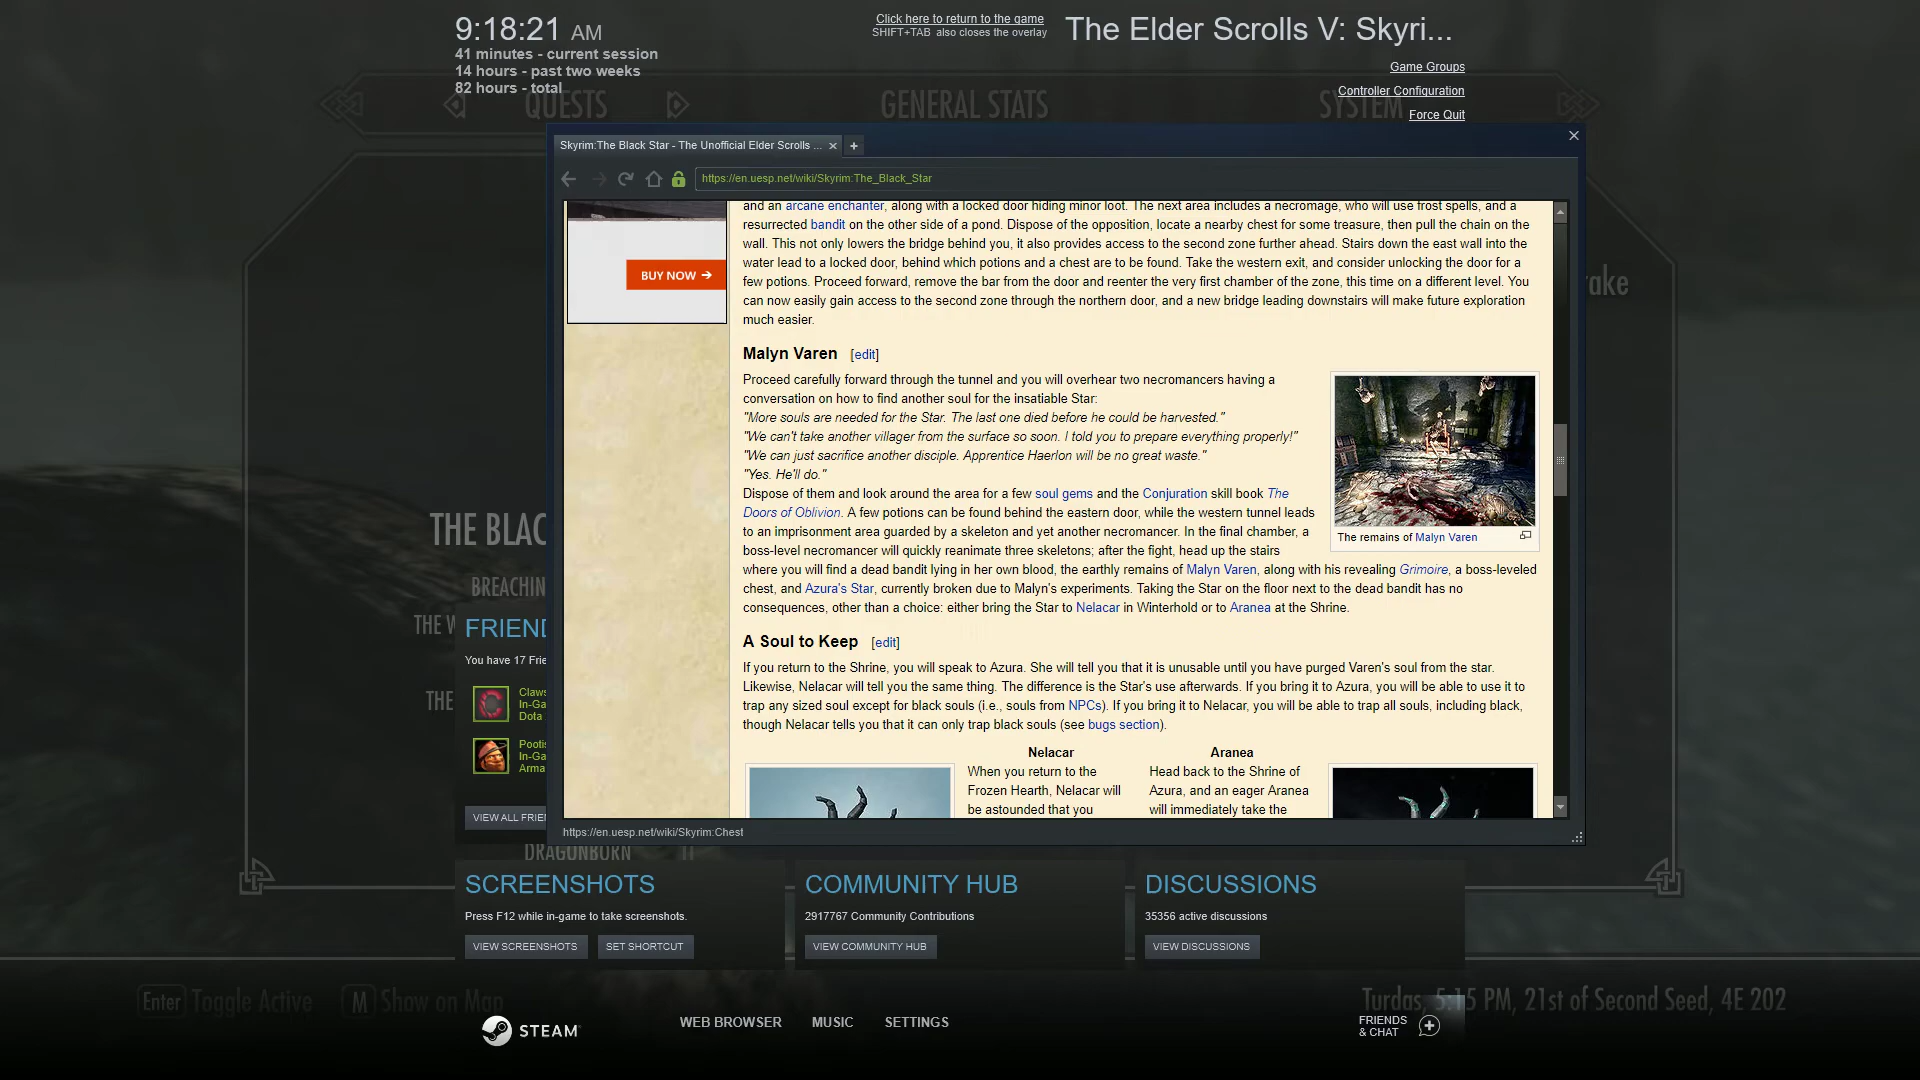 9:18:21 AM
41 minutes - current session
14 hours - past two weeks
82 hours - total
Click here to return to the game
SHIFT+TAB also closes the overlay
The Elder Scrolls V: Skyri...
Game Groups
Controller Configuration
Force Quit
QUESTS
GENERAL STATS
SYSTEM
Skyrim:The Black Star - The Unofficial Elder Scrolls ...
https://en.uesp.net/wiki/Skyrim:The_Black_Star
BUY NOW →
and an arcane enchanter, along with a locked door hiding minor loot. The next area includes a necromage, who will use frost spells, and a
resurrected bandit on the other side of a pond. Dispose of the opposition, locate a nearby chest for some treasure, then pull the chain on the
wall. This not only lowers the bridge behind you, it also provides access to the second zone further ahead. Stairs down the east wall into the
water lead to a locked door, behind which potions and a chest are to be found. Take the western exit, and consider unlocking the door for a
few potions. Proceed forward, remove the bar from the door and reenter the very first chamber of the zone, this time on a different level. You
can now easily gain access to the second zone through the northern door, and a new bridge leading downstairs will make future exploration
much easier.
Malyn Varen [edit]
Proceed carefully forward through the tunnel and you will overhear two necromancers having a
conversation on how to find another soul for the insatiable Star:
"More souls are needed for the Star. The last one died before he could be harvested."
"We can't take another villager from the surface so soon. I told you to prepare everything properly!"
"We can just sacrifice another disciple. Apprentice Haerlon will be no great waste."
"Yes. He'll do."
Dispose of them and look around the area for a few soul gems and the Conjuration skill book The
Doors of Oblivion. A few potions can be found behind the eastern door, while the western tunnel leads
to an imprisonment area guarded by a skeleton and yet another necromancer. In the final chamber, a
boss-level necromancer will quickly reanimate three skeletons; after the fight, head up the stairs
where you will find a dead bandit lying in her own blood, the earthly remains of Malyn Varen, along with his revealing Grimoire, a boss-leveled
chest, and Azura's Star, currently broken due to Malyn's experiments. Taking the Star on the floor next to the dead bandit has no
consequences, other than a choice: either bring the Star to Nelacar in Winterhold or to Aranea at the Shrine.
The remains of Malyn Varen
A Soul to Keep [edit]
If you return to the Shrine, you will speak to Azura. She will tell you that it is unusable until you have purged Varen's soul from the star.
Likewise, Nelacar will tell you the same thing. The difference is the Star's use afterwards. If you bring it to Azura, you will be able to use it to
trap any sized soul except for black souls (i.e., souls from NPCs). If you bring it to Nelacar, you will be able to trap all souls, including black,
though Nelacar tells you that it can only trap black souls (see bugs section).
Nelacar
When you return to the
Frozen Hearth, Nelacar will
be astounded that you
Aranea
Head back to the Shrine of
Azura, and an eager Aranea
will immediately take the
https://en.uesp.net/wiki/Skyrim:Chest
THE BLAC
BREACHIN
THE W
FRIEND
You have 17 Frie
THE
Claws
In-Ga
Dota
Pootis
In-Ga
Arma
VIEW ALL FRIEN
DRAGONBORN
take
SCREENSHOTS
Press F12 while in-game to take screenshots.
VIEW SCREENSHOTS
SET SHORTCUT
COMMUNITY HUB
2917767 Community Contributions
VIEW COMMUNITY HUB
DISCUSSIONS
35356 active discussions
VIEW DISCUSSIONS
Enter Toggle Active
M Show on Map
Turdas, 5:15 PM, 21st of Second Seed, 4E 202
STEAM
WEB BROWSER
MUSIC
SETTINGS
FRIENDS
& CHAT